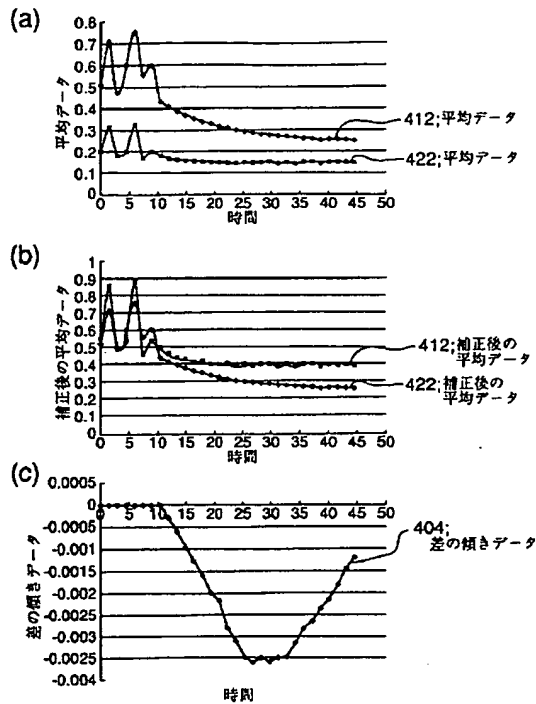 (a)
0.8
0.7
0.6
0.5
0.4
0.3
0.2
0.1
0
平均データ
0 5 10 15 20 25 30 35 40 45 50
時間
412;平均データ
422;平均データ
(b)
1
0.9
0.8
0.7
0.6
0.5
0.4
0.3
0.2
0.1
0
補正後の平均データ
0 5 10 15 20 25 30 35 40 45 50
時間
412;補正後の
平均データ
422;補正後の
平均データ
(c)
0.0005
0
-0.0005
-0.001
-0.0015
-0.002
-0.0025
-0.003
-0.0025
-0.004
差の傾きデータ
0 5 10 15 20 25 30 35 40 45 50
404;
差の傾きデータ
時間